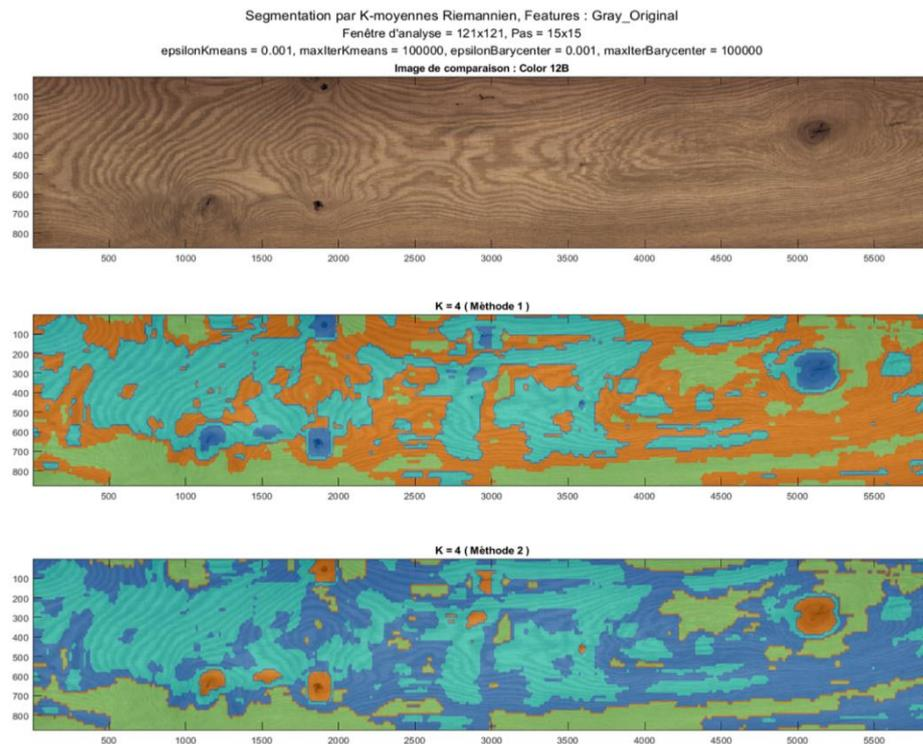 Segmentation par K-moyennes Riemannien, Features : Gray_Original
Fenêtre d'analyse = 121x121, Pas = 15x15
epsilonKmeans = 0.001, maxIterKmeans = 100000, epsilonBarycenter = 0.001, maxIterBarycenter = 100000
Image de comparaison : Color 12B
100
200
300
400
500
600
700
800
500 1000 1500 2000 2500 3000 3500 4000 4500 5000 5500
K = 4 ( Mèthode 1 )
100
200
300
400
500
600
700
800
500 1000 1500 2000 2500 3000 3500 4000 4500 5000 5500
K = 4 ( Mèthode 2 )
100
200
300
400
500
600
700
800
500 1000 1500 2000 2500 3000 3500 4000 4500 5000 5500